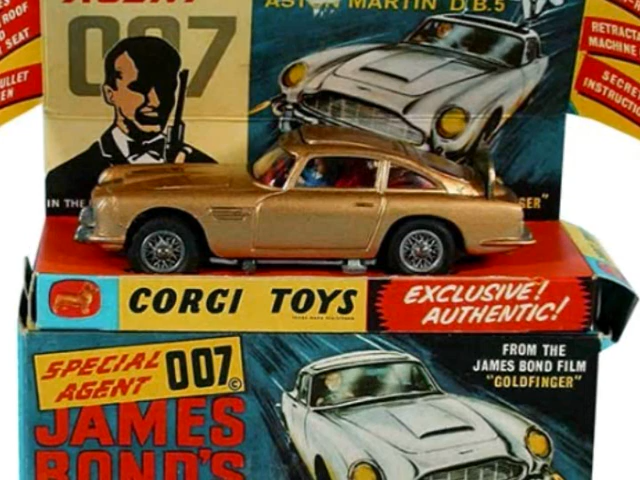 AGENT
007
ASTON MARTIN D.B.5
ROOF
SEAT
BULLET
RETRACTA
MACHINE
SECRET
INSTRUCTION
IN THE
GER"
CORGI TOYS
EXCLUSIVE!
AUTHENTIC!
SPECIAL
AGENT
007
JAMES
BOND'S
FROM THE
JAMES BOND FILM
"GOLDFINGER"